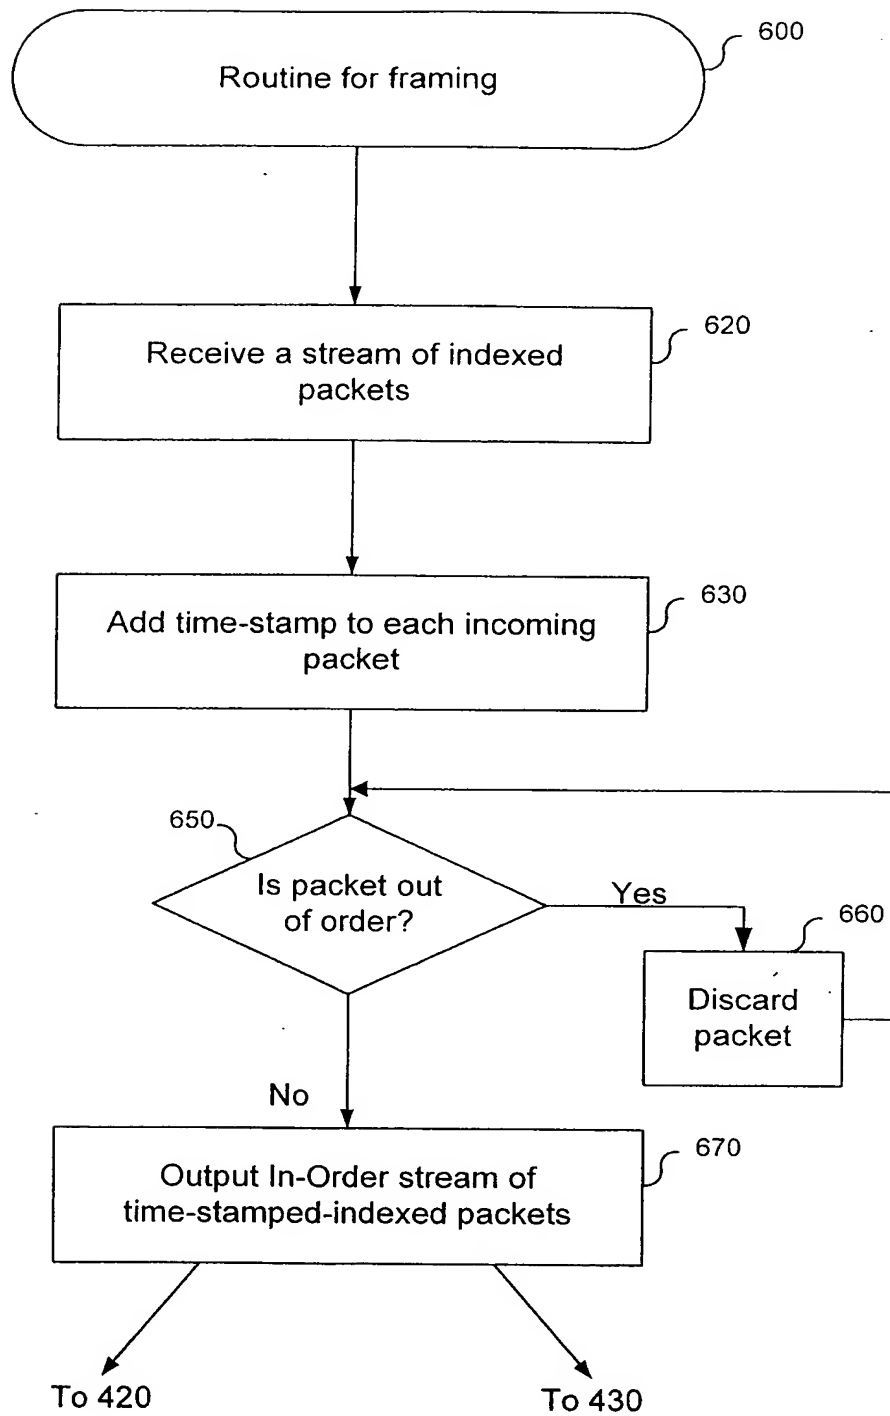 600
Routine for framing
620
Receive a stream of indexed
packets
630
Add time-stamp to each incoming
packet
650
Is packet out
of order?
Yes
660
Discard
packet
No
670
Output In-Order stream of
time-stamped-indexed packets
To 420
To 430